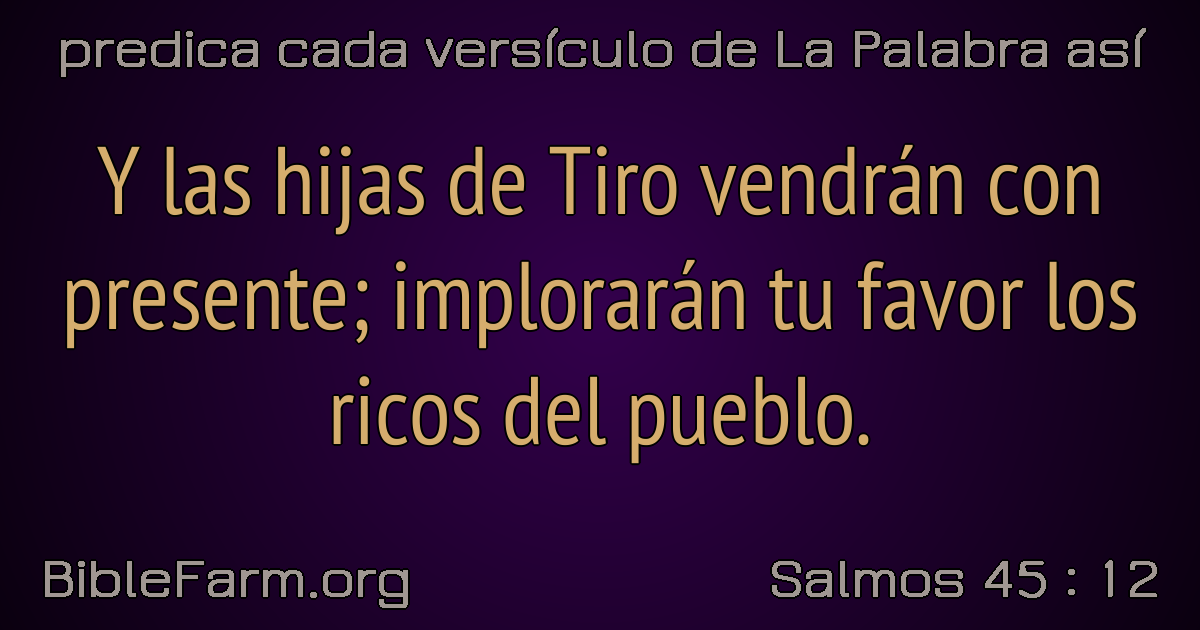 predica cada versículo de La Palabra así
Y las hijas de Tiro vendrán con
presente; implorarán tu favor los
ricos del pueblo.
BibleFarm.org
Salmos 45 : 12